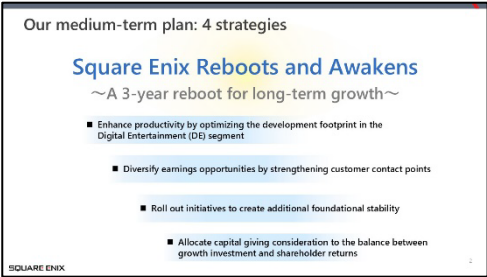 Our medium-term plan: 4 strategies
Square Enix Reboots and Awakens
～A 3-year reboot for long-term growth～
■ Enhance productivity by optimizing the development footprint in the
Digital Entertainment (DE) segment
■ Diversify earnings opportunities by strengthening customer contact points
■ Roll out initiatives to create additional foundational stability
■ Allocate capital giving consideration to the balance between
growth investment and shareholder returns
SQUARE ENIX